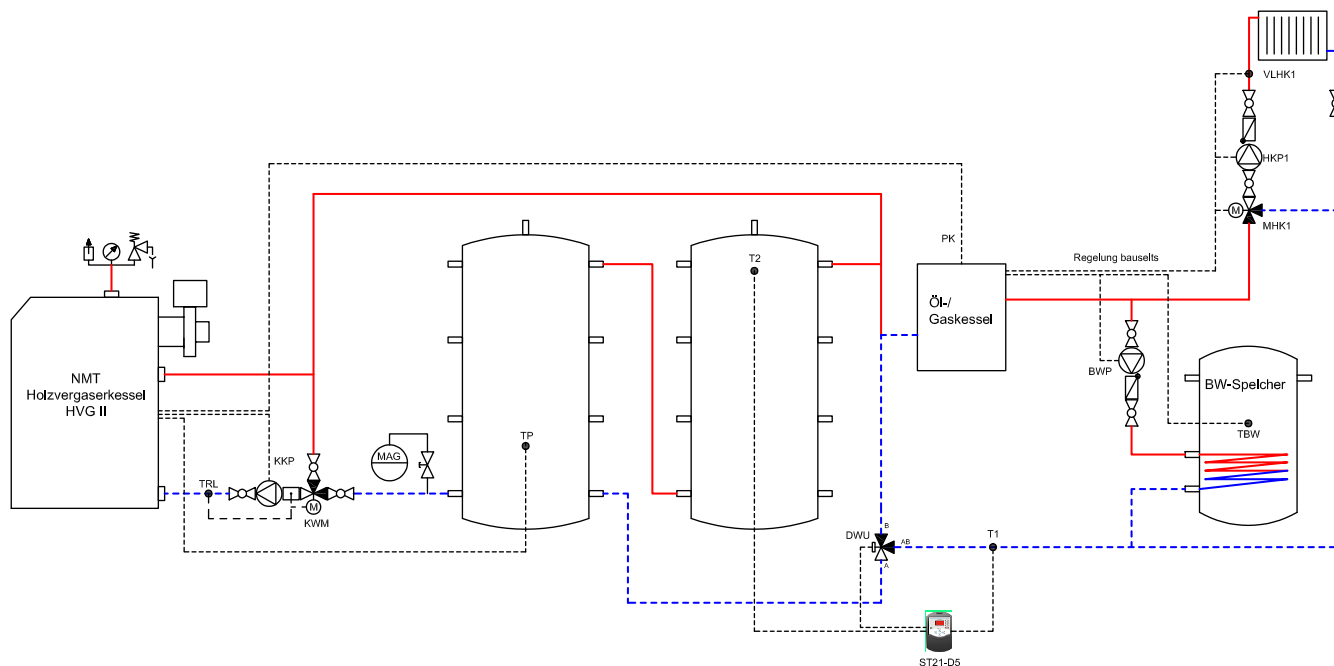 VLHK1
HKP1
M
MHK1
T2
PK
Regelung bauselts
Öl-/
Gaskessel
NMT
Holzvergaserkessel
HVG II
BWP
BW-Speicher
TBW
TP
KKP
MAG
TRL
M
KWM
DWU
B
AB
A
T1
ST21-D5